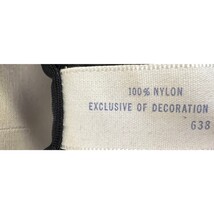 100% NYLON
EXCLUSIVE OF DECORATION
638